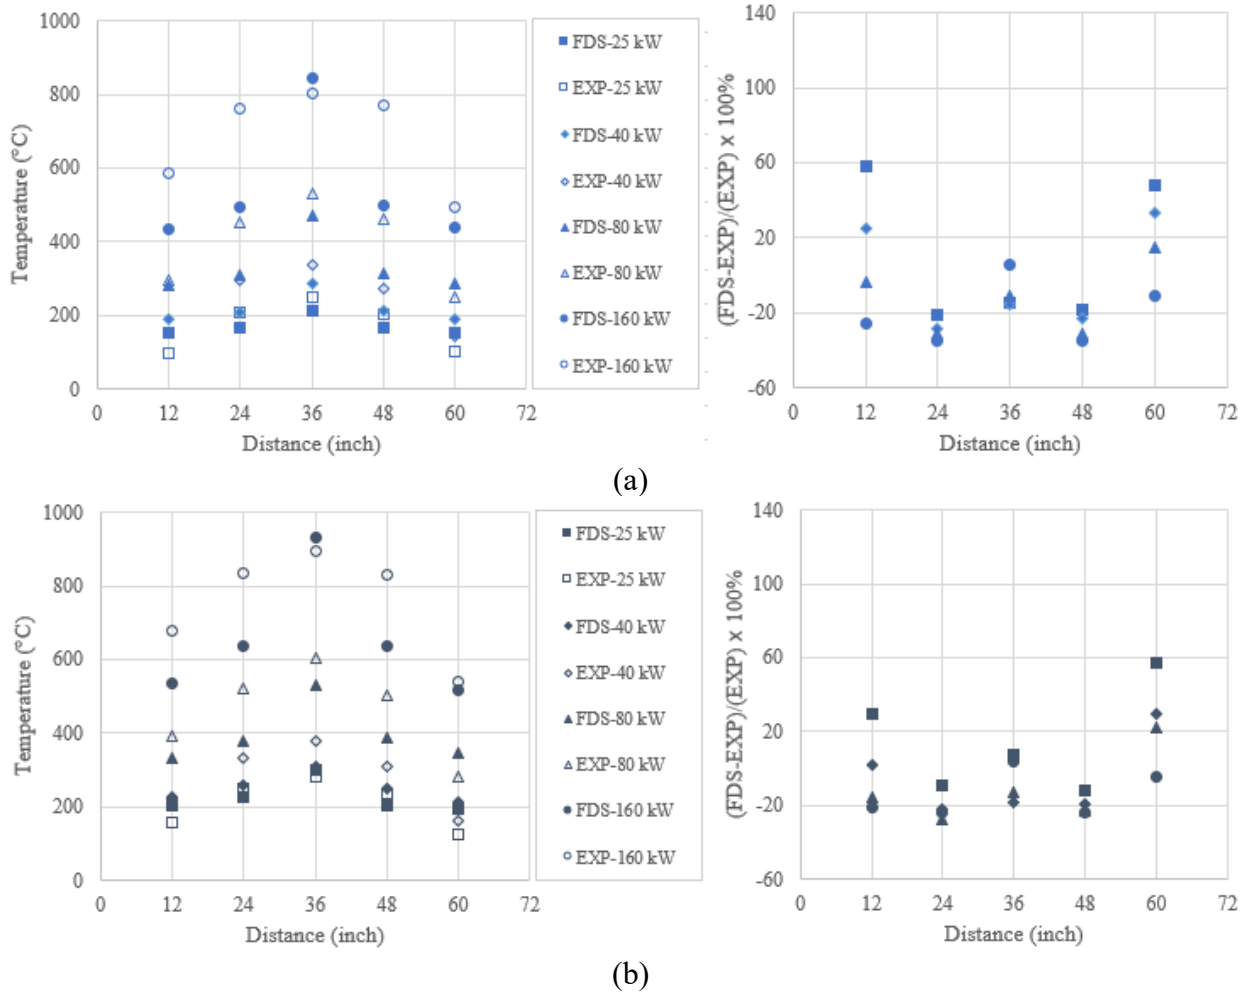 Temperature (°C)
1000
800
600
400
200
0
0 12 24 36 48 60 72
Distance (inch)
FDS-25 kW
EXP-25 kW
FDS-40 kW
EXP-40 kW
FDS-80 kW
EXP-80 kW
FDS-160 kW
EXP-160 kW
(FDS-EXP)/(EXP) x 100%
140
100
60
20
-20
-60
0 12 24 36 48 60 72
Distance (inch)
(a)
Temperature (°C)
1000
800
600
400
200
0
0 12 24 36 48 60 72
Distance (inch)
FDS-25 kW
EXP-25 kW
FDS-40 kW
EXP-40 kW
FDS-80 kW
EXP-80 kW
FDS-160 kW
EXP-160 kW
(FDS-EXP)/(EXP) x 100%
140
100
60
20
-20
-60
0 12 24 36 48 60 72
Distance (inch)
(b)